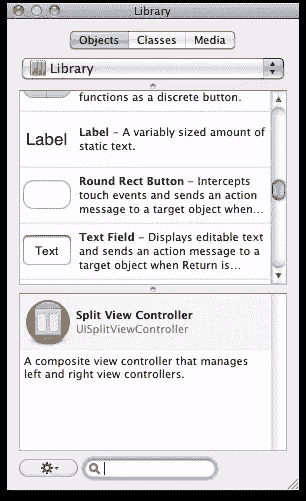 Library
Objects Classes Media
Library
functions as a discrete button.
Label
Label – A variably sized amount of
static text.
Round Rect Button – Intercepts
touch events and sends an action
message to a target object when...
Text
Text Field – Displays editable text
and sends an action message to a
target object when Return is...
Split View Controller
UISplitViewController
A composite view controller that manages
left and right view controllers.